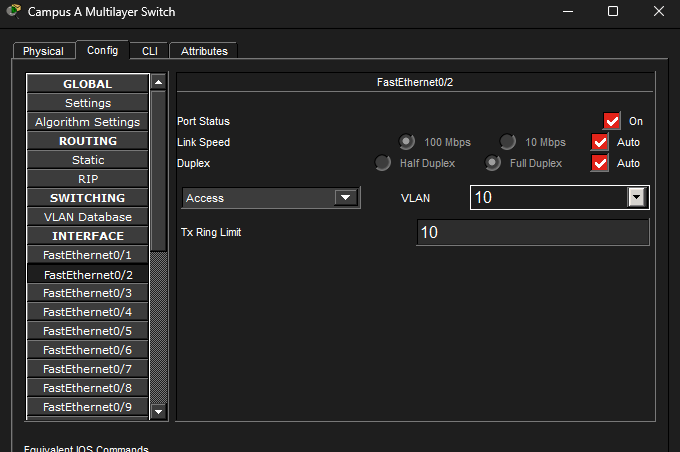 Campus A Multilayer Switch
Physical Config CLI Attributes
GLOBAL
Settings
Algorithm Settings
ROUTING
Static
RIP
SWITCHING
VLAN Database
INTERFACE
FastEthernet0/1
FastEthernet0/2
FastEthernet0/3
FastEthernet0/4
FastEthernet0/5
FastEthernet0/6
FastEthernet0/7
FastEthernet0/8
FastEthernet0/9
FastEthernet0/2
Port Status On
Link Speed 100 Mbps 10 Mbps Auto
Duplex Half Duplex Full Duplex Auto
Access VLAN 10
Tx Ring Limit 10
Equivalent IOS Commands